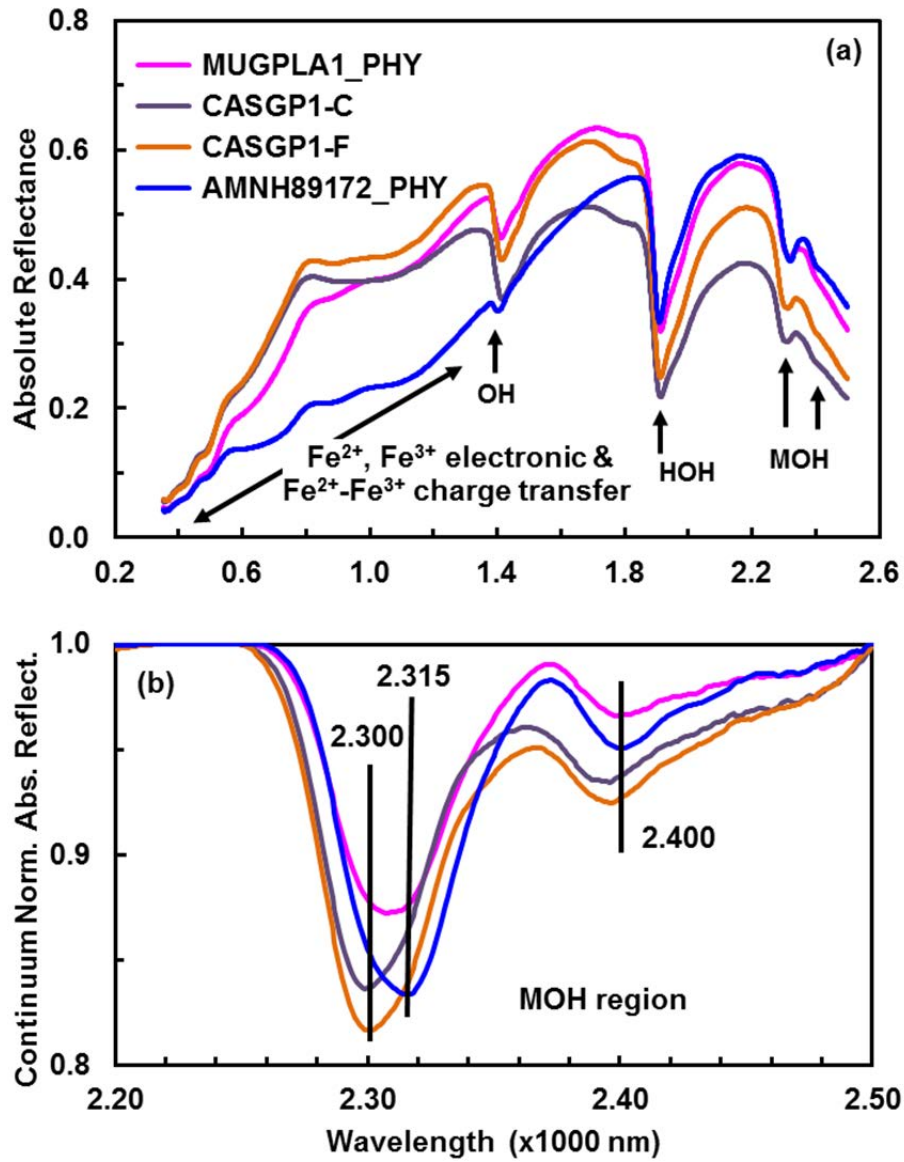 0.8
(a)
MUGPLA1_PHY
CASGP1-C
CASGP1-F
AMNH89172_PHY
0.6
0.4
0.2
0.0
Absolute Reflectance
OH
Fe²⁺, Fe³⁺ electronic &
Fe²⁺-Fe³⁺ charge transfer
HOH
MOH
0.2 0.6 1.0 1.4 1.8 2.2 2.6
1.0
(b)
2.315
2.300
2.400
0.9
MOH region
0.8
Continuum Norm. Abs. Reflect.
2.20 2.30 2.40 2.50
Wavelength (x1000 nm)